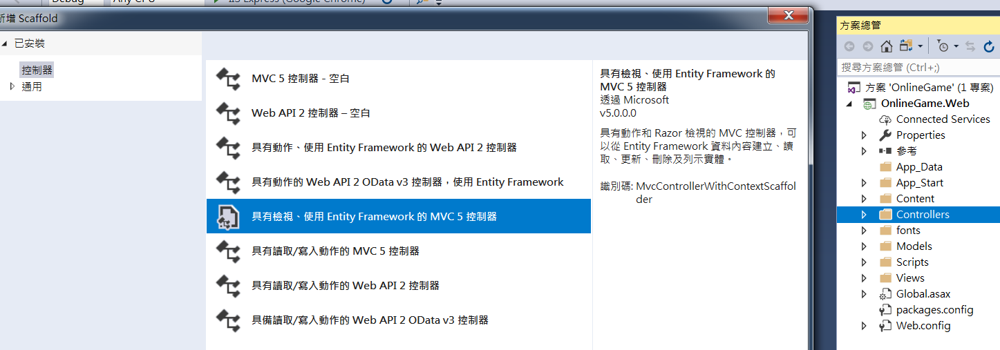 Debug
Any CPU
IIS Express (Google Chrome)
新增 Scaffold
已安裝
控制器
通用
MVC 5 控制器 - 空白
Web API 2 控制器 – 空白
具有動作、使用 Entity Framework 的 Web API 2 控制器
具有動作的 Web API 2 OData v3 控制器，使用 Entity Framework
具有檢視、使用 Entity Framework 的 MVC 5 控制器
具有讀取/寫入動作的 MVC 5 控制器
具有讀取/寫入動作的 Web API 2 控制器
具備讀取/寫入動作的 Web API 2 OData v3 控制器
具有檢視、使用 Entity Framework 的
MVC 5 控制器
透過 Microsoft
v5.0.0.0
具有動作和 Razor 檢視的 MVC 控制器，可
以從 Entity Framework 資料內容建立、讀
取、更新、刪除及列示實體。
識別碼: MvcControllerWithContextScaffol
der
方案總管
搜尋方案總管 (Ctrl+;)
方案 'OnlineGame' (1 專案)
OnlineGame.Web
Connected Services
Properties
參考
App_Data
App_Start
Content
Controllers
fonts
Models
Scripts
Views
Global.asax
packages.config
Web.config